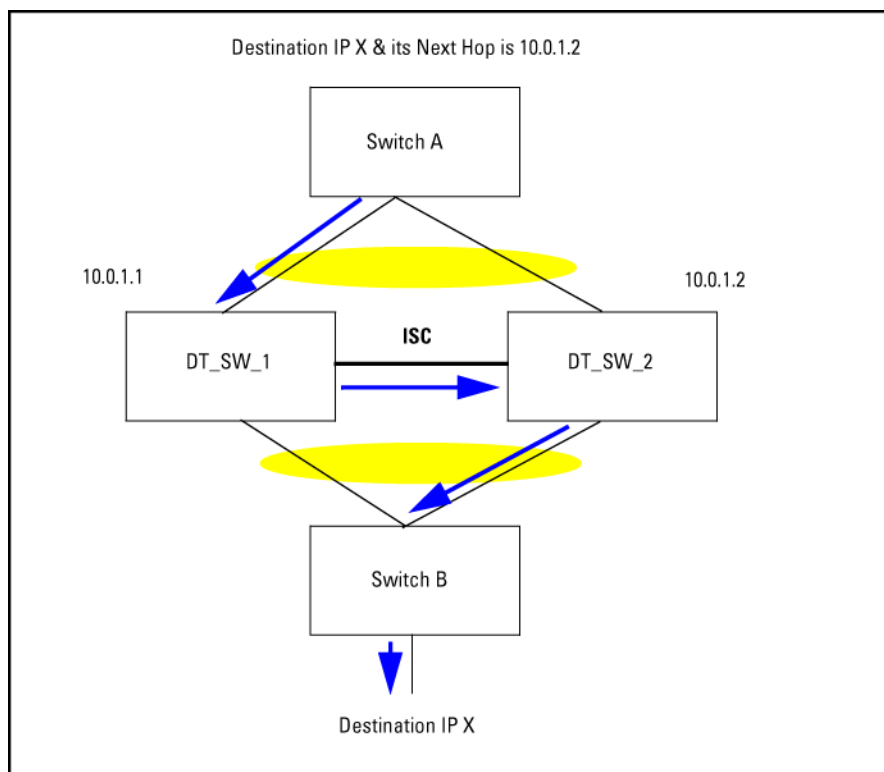 Destination IP X & its Next Hop is 10.0.1.2
Switch A
10.0.1.1
10.0.1.2
ISC
DT_SW_1
DT_SW_2
Switch B
Destination IP X